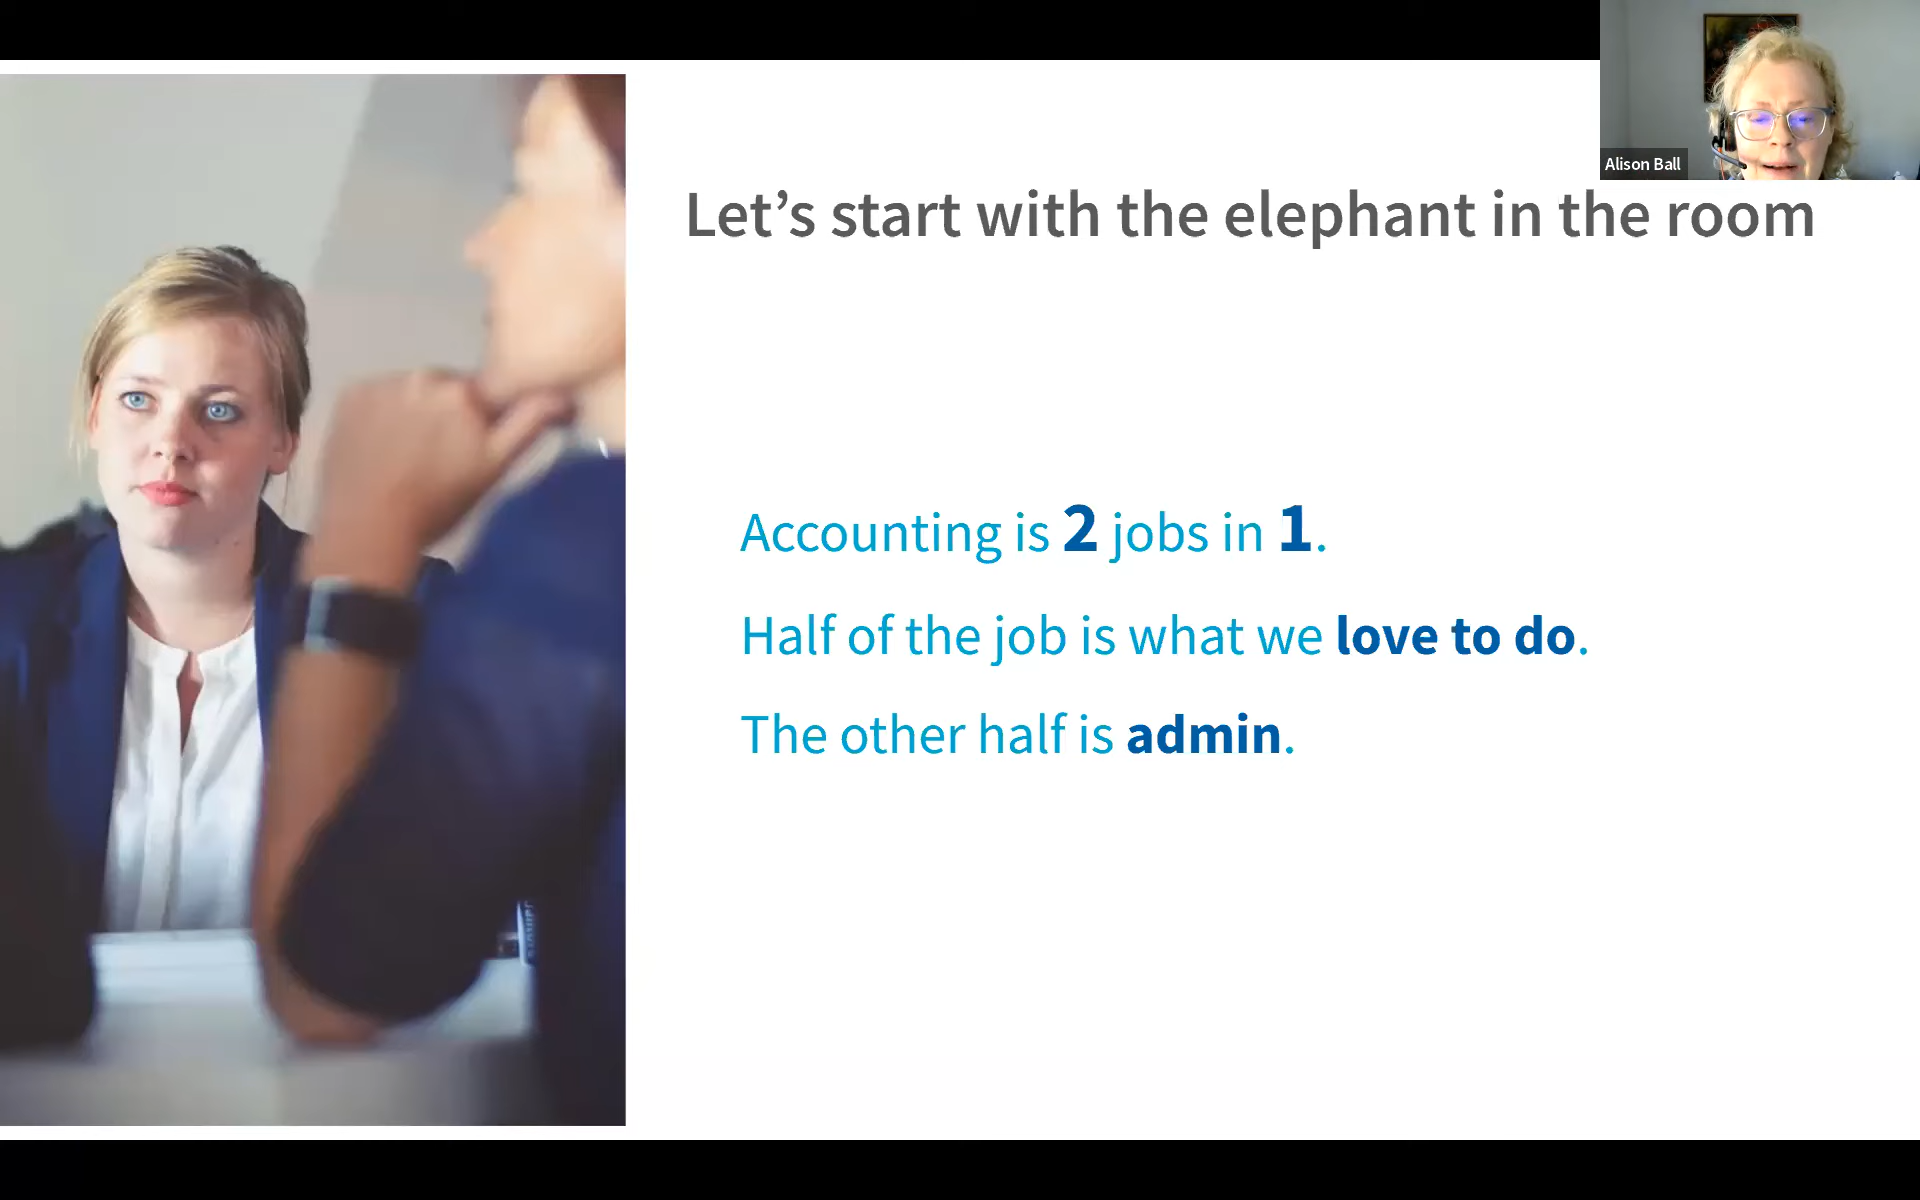 Alison Ball
Let’s start with the elephant in the room
Accounting is 2 jobs in 1.
Half of the job is what we love to do.
The other half is admin.